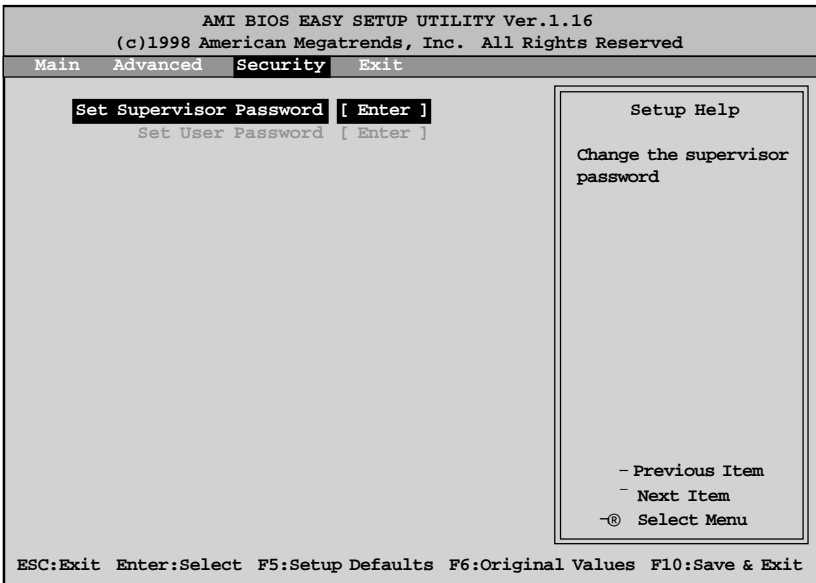 AMI BIOS EASY SETUP UTILITY Ver.1.16
(c)1998 American Megatrends, Inc. All Rights Reserved
Main Advanced Security Exit
Set Supervisor Password [ Enter ]
Set User Password [ Enter ]
Setup Help
Change the supervisor
password
– Previous Item
¯ Next Item
¬® Select Menu
ESC:Exit Enter:Select F5:Setup Defaults F6:Original Values F10:Save & Exit